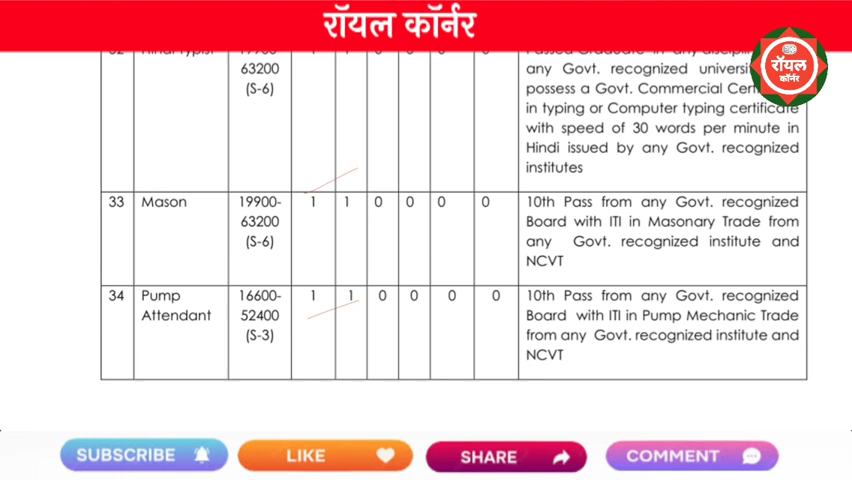 रॉयल कॉर्नर
रॉयल
कॉर्नर
63200
(S-6)
any Govt. recognized
possess a Govt. Commercial
in typing or Computer typing certificate
with speed of 30 words per minute in
Hindi issued by any Govt. recognized
institutes
33 Mason 19900- 1 1 0 0 0 0 10th Pass from any Govt. recognized
63200 Board with ITI in Masonary Trade from
(S-6) any Govt. recognized institute and
NCVT
34 Pump 16600- 1 1 0 0 0 0 10th Pass from any Govt. recognized
Attendant 52400 Board with ITI in Pump Mechanic Trade
(S-3) from any Govt. recognized institute and
NCVT
SUBSCRIBE LIKE SHARE COMMENT